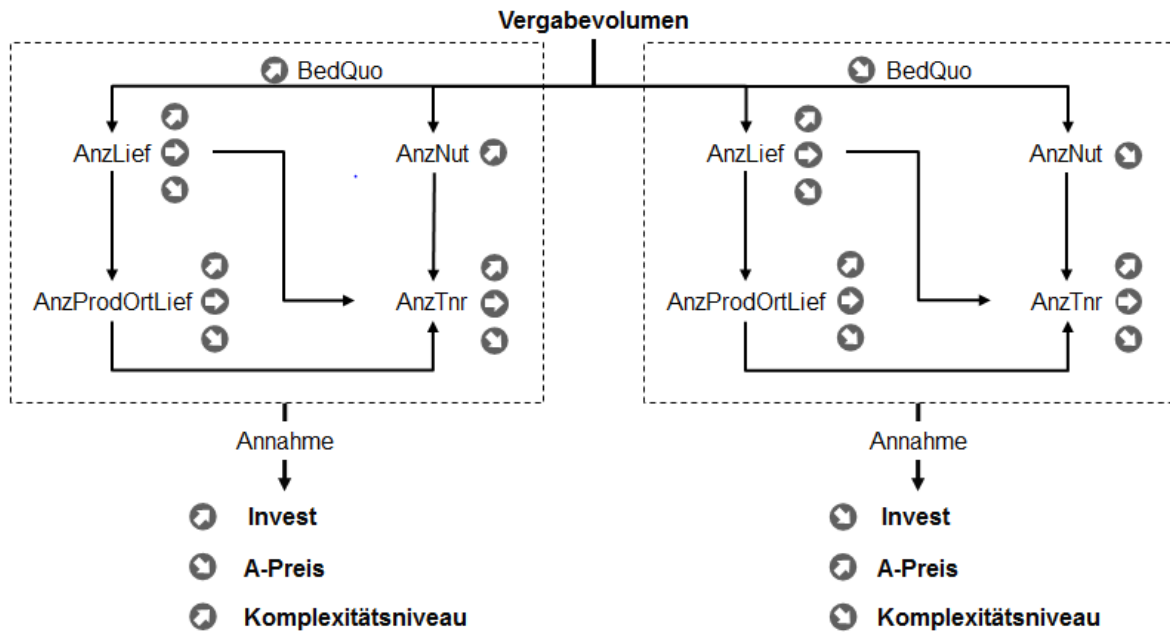 Vergabevolumen
BedQuo
BedQuo
AnzLief
AnzNut
AnzLief
AnzNut
AnzProdOrtLief
AnzTnr
AnzProdOrtLief
AnzTnr
Annahme
Annahme
Invest
Invest
A-Preis
A-Preis
Komplexitätsniveau
Komplexitätsniveau